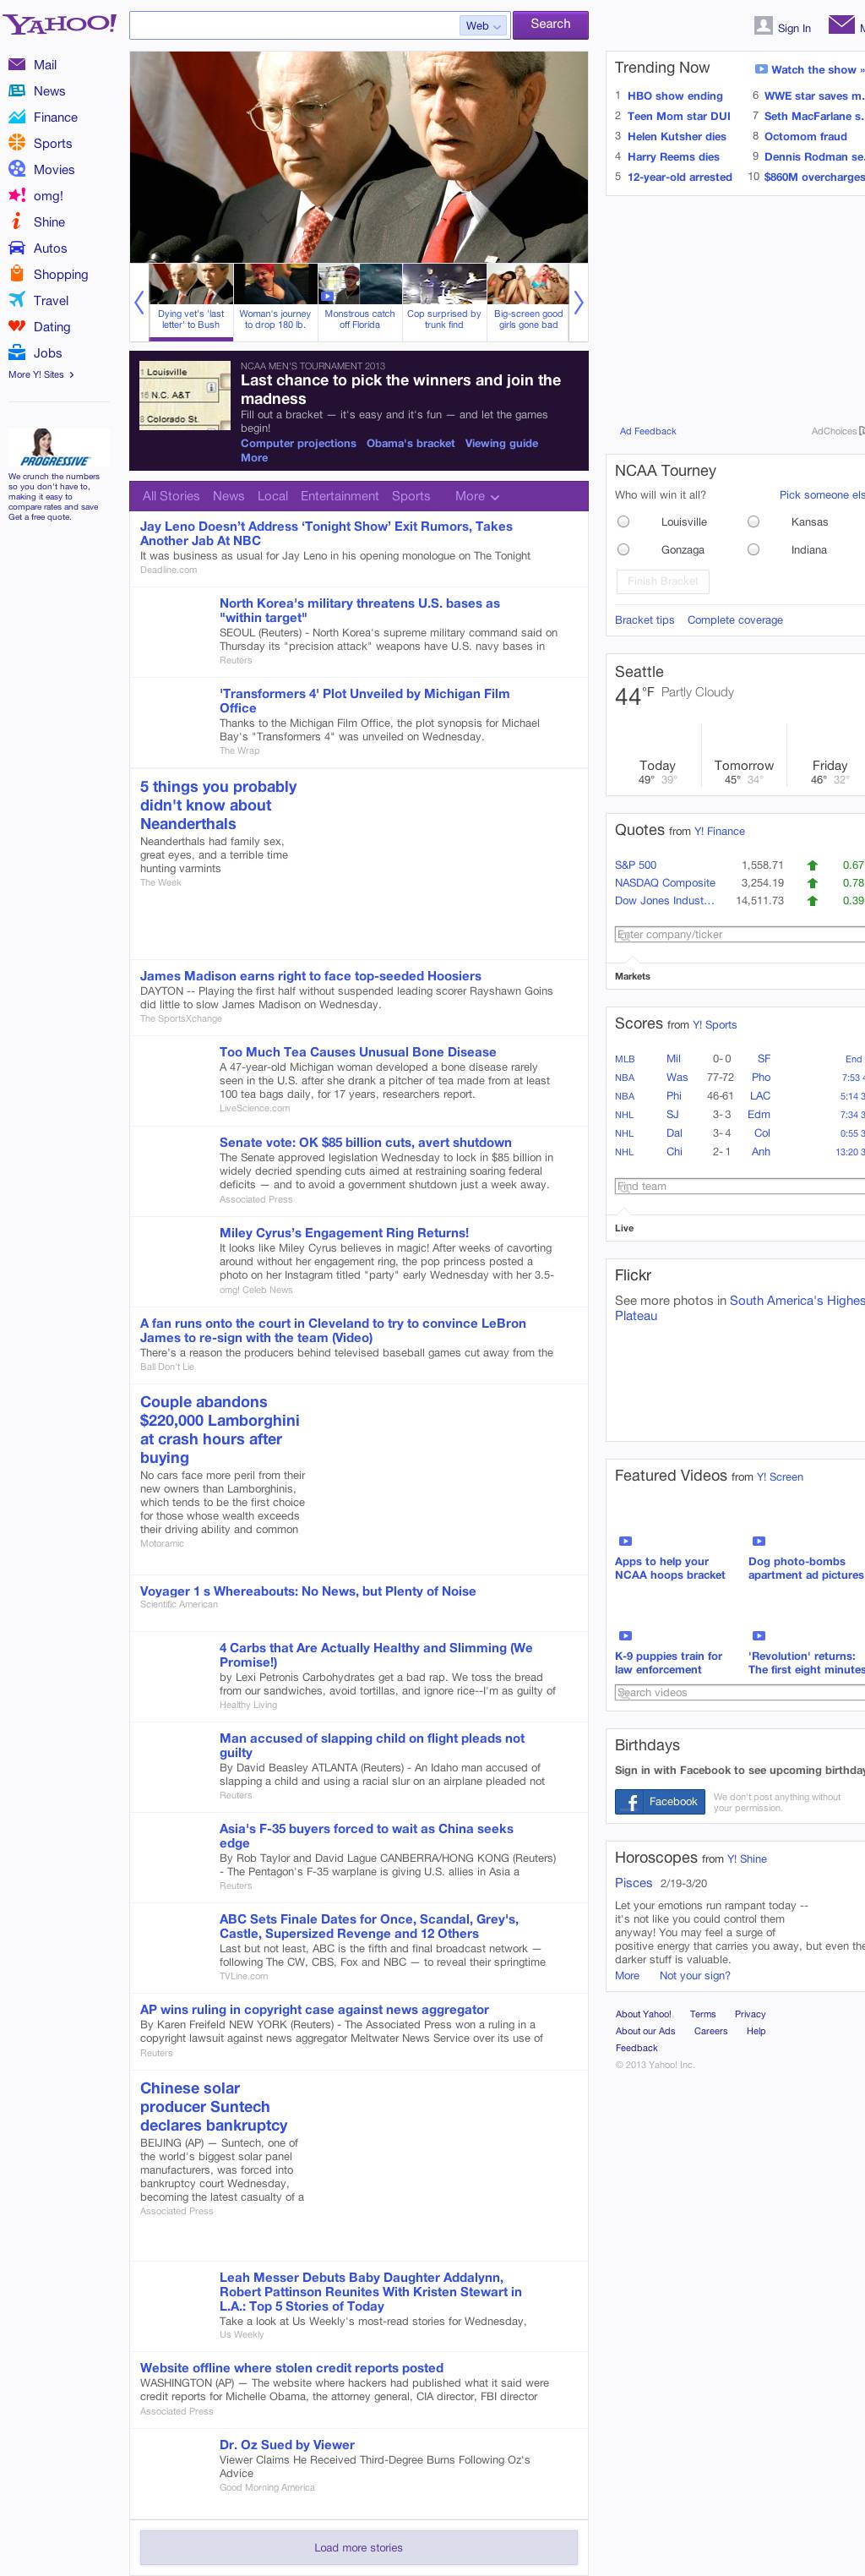 YAHOO!
Web
Search
Sign In
Mail
News
Finance
Sports
Movies
omg!
Shine
Autos
Shopping
Travel
Dating
Jobs
More Y! Sites
PROGRESSIVE
We crunch the numbers
so you don't have to,
making it easy to
compare rates and save
Get a free quote.
Dying vet's 'last
letter' to Bush
Woman's journey
to drop 180 lb.
Monstrous catch
off Florida
Cop surprised by
trunk find
Big-screen good
girls gone bad
1 Louisville
16 N.C. A&T
8 Colorado St.
NCAA MEN'S TOURNAMENT 2013
Last chance to pick the winners and join the
madness
Fill out a bracket — it's easy and it's fun — and let the games
begin!
Computer projections Obama's bracket Viewing guide
More
All Stories News Local Entertainment Sports More
Jay Leno Doesn’t Address ‘Tonight Show’ Exit Rumors, Takes
Another Jab At NBC
It was business as usual for Jay Leno in his opening monologue on The Tonight
Deadline.com
North Korea's military threatens U.S. bases as
"within target"
SEOUL (Reuters) - North Korea's supreme military command said on
Thursday its "precision attack" weapons have U.S. navy bases in
Reuters
'Transformers 4' Plot Unveiled by Michigan Film
Office
Thanks to the Michigan Film Office, the plot synopsis for Michael
Bay's "Transformers 4" was unveiled on Wednesday.
The Wrap
5 things you probably
didn't know about
Neanderthals
Neanderthals had family sex,
great eyes, and a terrible time
hunting varmints
The Week
James Madison earns right to face top-seeded Hoosiers
DAYTON -- Playing the first half without suspended leading scorer Rayshawn Goins
did little to slow James Madison on Wednesday.
The SportsXchange
Too Much Tea Causes Unusual Bone Disease
A 47-year-old Michigan woman developed a bone disease rarely
seen in the U.S. after she drank a pitcher of tea made from at least
100 tea bags daily, for 17 years, researchers report.
LiveScience.com
Senate vote: OK $85 billion cuts, avert shutdown
The Senate approved legislation Wednesday to lock in $85 billion in
widely decried spending cuts aimed at restraining soaring federal
deficits — and to avoid a government shutdown just a week away.
Associated Press
Miley Cyrus’s Engagement Ring Returns!
It looks like Miley Cyrus believes in magic! After weeks of cavorting
around without her engagement ring, the pop princess posted a
photo on her Instagram titled "party" early Wednesday with her 3.5-
omg! Celeb News
A fan runs onto the court in Cleveland to try to convince LeBron
James to re-sign with the team (Video)
There's a reason the producers behind televised baseball games cut away from the
Ball Don't Lie
Couple abandons
$220,000 Lamborghini
at crash hours after
buying
No cars face more peril from their
new owners than Lamborghinis,
which tends to be the first choice
for those whose wealth exceeds
their driving ability and common
Motoramic
Voyager 1 s Whereabouts: No News, but Plenty of Noise
Scientific American
4 Carbs that Are Actually Healthy and Slimming (We
Promise!)
by Lexi Petronis Carbohydrates get a bad rap. We toss the bread
from our sandwiches, avoid tortillas, and ignore rice--I'm as guilty of
Healthy Living
Man accused of slapping child on flight pleads not
guilty
By David Beasley ATLANTA (Reuters) - An Idaho man accused of
slapping a child and using a racial slur on an airplane pleaded not
Reuters
Asia's F-35 buyers forced to wait as China seeks
edge
By Rob Taylor and David Lague CANBERRA/HONG KONG (Reuters)
- The Pentagon's F-35 warplane is giving U.S. allies in Asia a
Reuters
ABC Sets Finale Dates for Once, Scandal, Grey's,
Castle, Supersized Revenge and 12 Others
Last but not least, ABC is the fifth and final broadcast network —
following The CW, CBS, Fox and NBC — to reveal their springtime
TVLine.com
AP wins ruling in copyright case against news aggregator
By Karen Freifeld NEW YORK (Reuters) - The Associated Press won a ruling in a
copyright lawsuit against news aggregator Meltwater News Service over its use of
Reuters
Chinese solar
producer Suntech
declares bankruptcy
BEIJING (AP) — Suntech, one of
the world's biggest solar panel
manufacturers, was forced into
bankruptcy court Wednesday,
becoming the latest casualty of a
Associated Press
Leah Messer Debuts Baby Daughter Addalynn,
Robert Pattinson Reunites With Kristen Stewart in
L.A.: Top 5 Stories of Today
Take a look at Us Weekly's most-read stories for Wednesday,
Us Weekly
Website offline where stolen credit reports posted
WASHINGTON (AP) — The website where hackers had published what it said were
credit reports for Michelle Obama, the attorney general, CIA director, FBI director
Associated Press
Dr. Oz Sued by Viewer
Viewer Claims He Received Third-Degree Burns Following Oz's
Advice
Good Morning America
Load more stories
Trending Now
Watch the show »
1 HBO show ending
2 Teen Mom star DUI
3 Helen Kutsher dies
4 Harry Reems dies
5 12-year-old arrested
6 WWE star saves m.
7 Seth MacFarlane s.
8 Octomom fraud
9 Dennis Rodman se.
10 $860M overcharges
Ad Feedback
AdChoices
NCAA Tourney
Who will win it all?
Pick someone els
Louisville Kansas
Gonzaga Indiana
Finish Bracket
Bracket tips Complete coverage
Seattle
44°F Partly Cloudy
Today Tomorrow Friday
49° 39° 45° 34° 46° 32°
Quotes from Y! Finance
S&P 500 1,558.71 0.67
NASDAQ Composite 3,254.19 0.78
Dow Jones Indust… 14,511.73 0.39
Enter company/ticker
Markets
Scores from Y! Sports
MLB Mil 0-0 SF End
NBA Was 77-72 Pho 7:53 4
NBA Phi 46-61 LAC 5:14 3
NHL SJ 3-3 Edm 7:34 3
NHL Dal 3-4 Col 0:55 3
NHL Chi 2-1 Anh 13:20 3
Find team
Live
Flickr
See more photos in South America's Highes
Plateau
Featured Videos from Y! Screen
Apps to help your
NCAA hoops bracket
Dog photo-bombs
apartment ad pictures
K-9 puppies train for
law enforcement
'Revolution' returns:
The first eight minutes
Search videos
Birthdays
Sign in with Facebook to see upcoming birthday
Facebook
We don't post anything without
your permission.
Horoscopes from Y! Shine
Pisces 2/19-3/20
Let your emotions run rampant today --
it's not like you could control them
anyway! You may feel a surge of
positive energy that carries you away, but even the
darker stuff is valuable.
More Not your sign?
About Yahoo! Terms Privacy
About our Ads Careers Help
Feedback
© 2013 Yahoo! Inc.